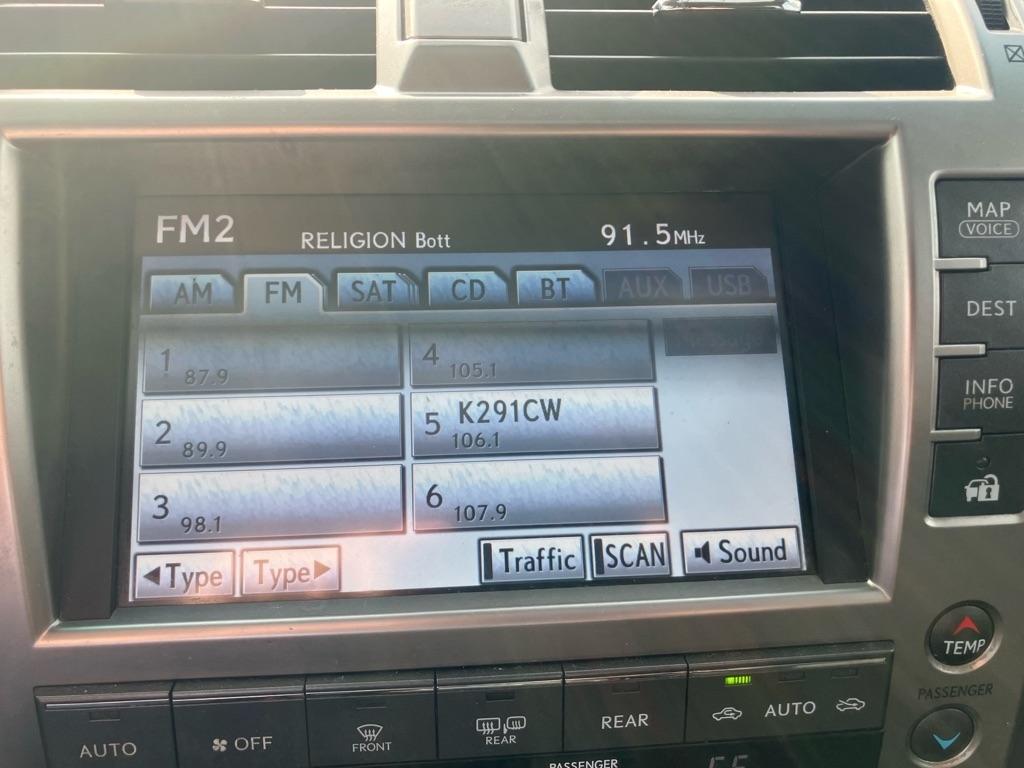 FM2 RELIGION Bott 91.5MHz
AM FM SAT CD BT AUX USB
1 87.9
4 105.1
2 89.9
5 K291CW 106.1
3 98.1
6 107.9
◀Type Type▶ Traffic SCAN Sound
MAP
VOICE
DEST
INFO
PHONE
TEMP
PASSENGER
AUTO OFF FRONT REAR REAR AUTO
PASSENGER